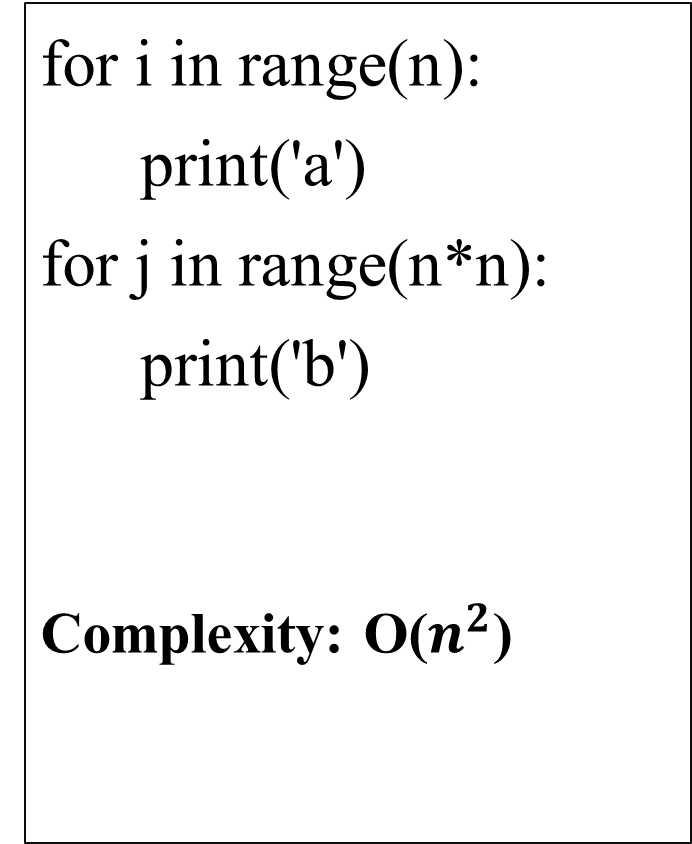 for i in range(n):
print('a')
for j in range(n*n):
print('b')
Complexity: O(n²)